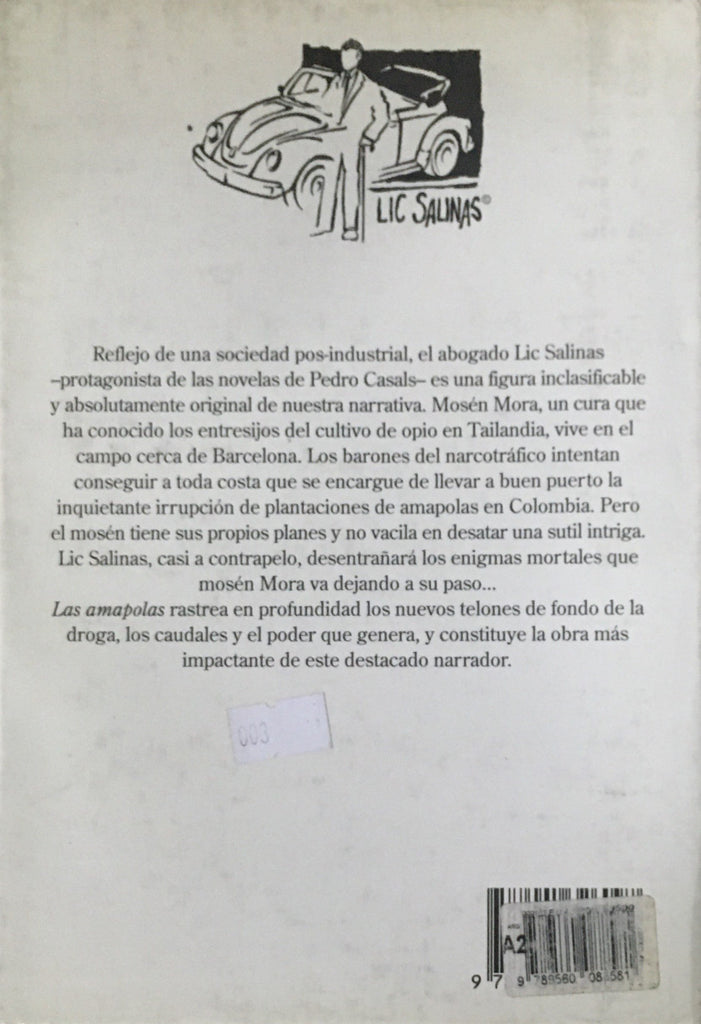 LIC SALINAS©
Reflejo de una sociedad pos-industrial, el abogado Lic Salinas
–protagonista de las novelas de Pedro Casals– es una figura inclasificable
y absolutamente original de nuestra narrativa. Mosén Mora, un cura que
ha conocido los entresijos del cultivo de opio en Tailandia, vive en el
campo cerca de Barcelona. Los barones del narcotráfico intentan
conseguir a toda costa que se encargue de llevar a buen puerto la
inquietante irrupción de plantaciones de amapolas en Colombia. Pero
el mosén tiene sus propios planes y no vacila en desatar una sutil intriga.
Lic Salinas, casi a contrapelo, desentrañará los enigmas mortales que
mosén Mora va dejando a su paso...
Las amapolas rastrea en profundidad los nuevos telones de fondo de la
droga, los caudales y el poder que genera, y constituye la obra más
impactante de este destacado narrador.
003
A2
9 7
9 789560 08 581